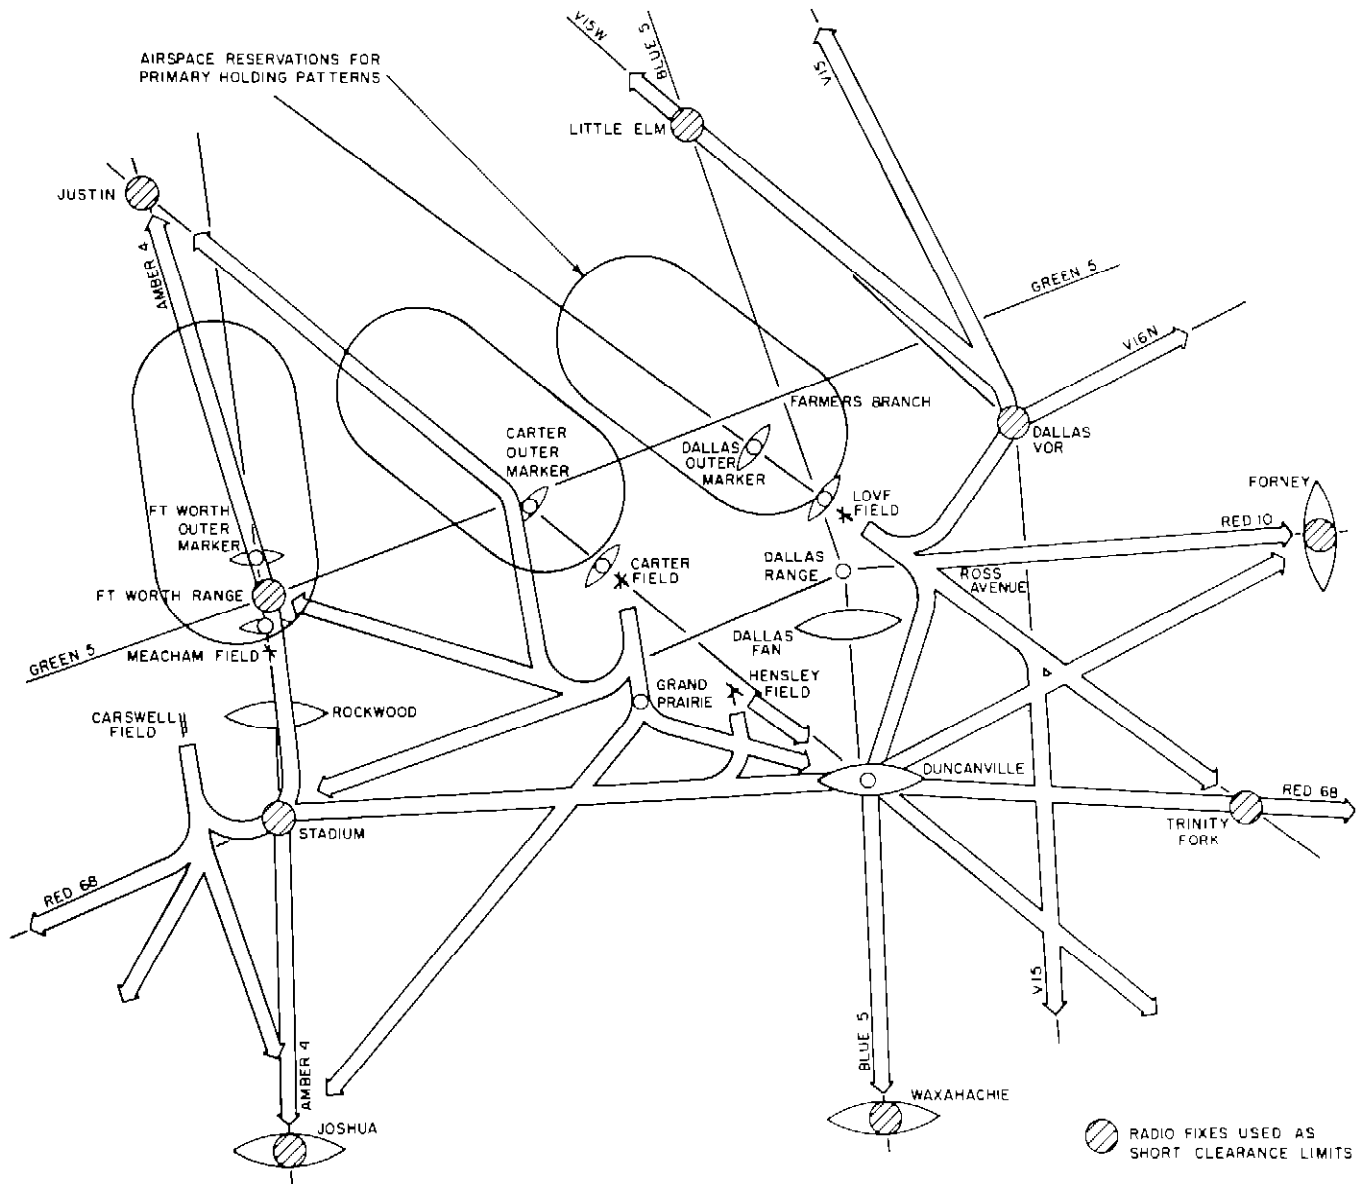 V15W
BLUE 5
V15
AIRSPACE RESERVATIONS FOR
PRIMARY HOLDING PATTERNS
LITTLE ELM
JUSTIN
AMBER 4
GREEN 5
V16N
FARMERS BRANCH
CARTER
OUTER
MARKER
DALLAS
OUTER
MARKER
DALLAS
VOR
FORNEY
FT WORTH
OUTER
MARKER
LOVE
FIELD
RED 10
CARTER
FIELD
DALLAS
RANGE
ROSS
AVENUE
FT WORTH RANGE
GREEN 5
MEACHAM FIELD
DALLAS
FAN
HENSLEY
FIELD
GRAND
PRAIRIE
CARSWELL
FIELD
ROCKWOOD
DUNCANVILLE
RED 68
TRINITY
FORK
STADIUM
RED 68
V15
BLUE 5
AMBER 4
WAXAHACHIE
JOSHUA
RADIO FIXES USED AS
SHORT CLEARANCE LIMITS